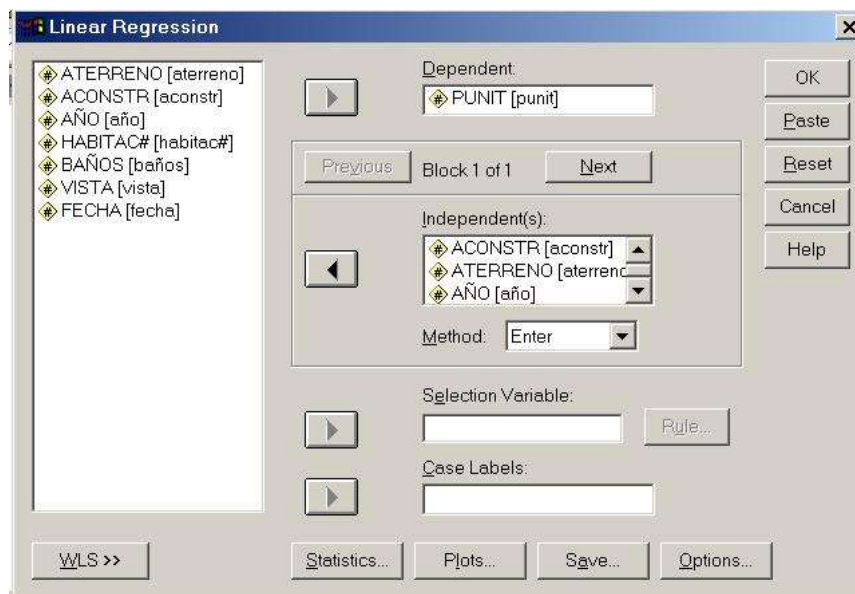 Linear Regression
ATERRENO [aterreno]
ACONSTR [aconstr]
AÑO [año]
HABITAC# [habitac#]
BAÑOS [baños]
VISTA [vista]
FECHA [fecha]
Dependent:
PUNIT [punit]
Previous
Block 1 of 1
Next
Independent(s):
ACONSTR [aconstr]
ATERRENO [aterreno
AÑO [año]
Method:
Enter
Selection Variable:
Rule...
Case Labels:
OK
Paste
Reset
Cancel
Help
WLS >>
Statistics...
Plots...
Save...
Options...